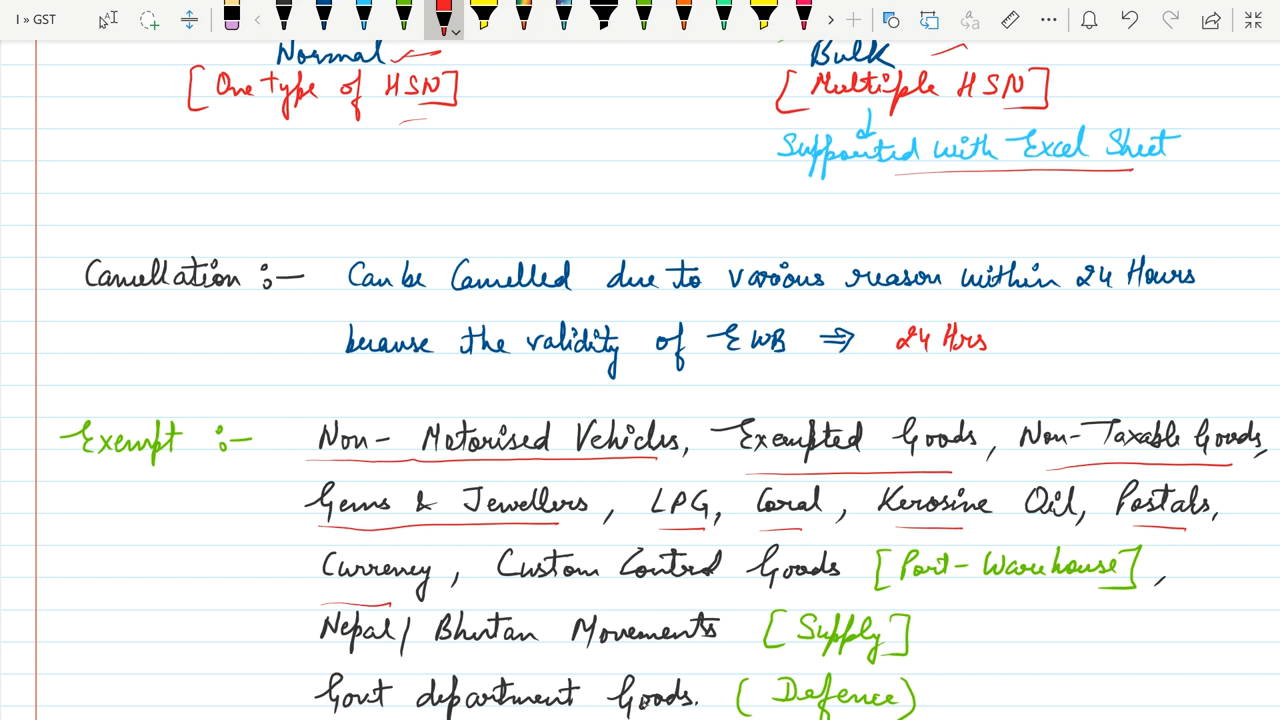 I » GST
Normal
Bulk
[One type of HSN]
[Multiple HSN]
Supported with Excel Sheet
Cancellation :- Can be Cancelled due to various reason within 24 Hours
because the validity of EWB ⇒ 24 Hrs
Exempt :- Non-Motorised Vehicles, Exempted Goods, Non-Taxable Goods,
Gems & Jewellers, LPG, Coral, Kerosine Oil, Postals,
Currency, Custom Control Goods [Port-Warehouse],
Nepal/Bhutan Movements [Supply]
Govt department Goods. (Defence)